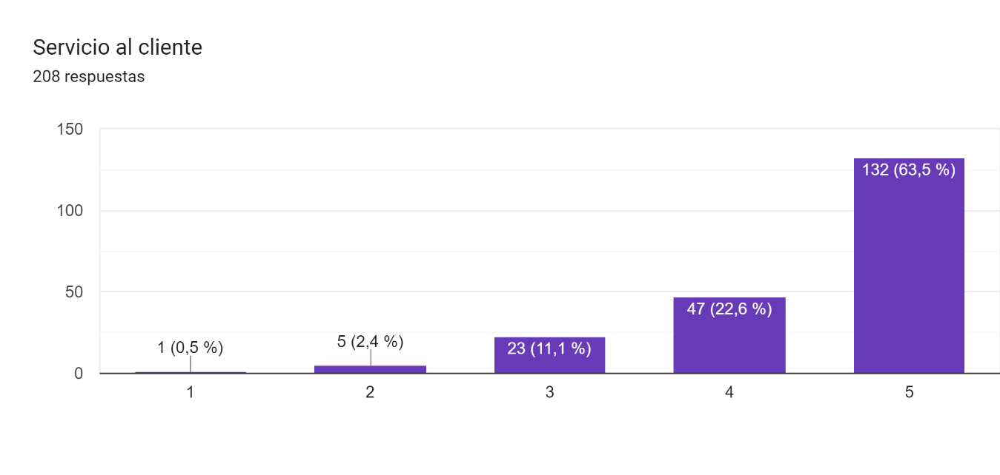 Servicio al cliente
208 respuestas
150
100
50
0
1 (0,5 %)
5 (2,4 %)
23 (11,1 %)
47 (22,6 %)
132 (63,5 %)
1
2
3
4
5